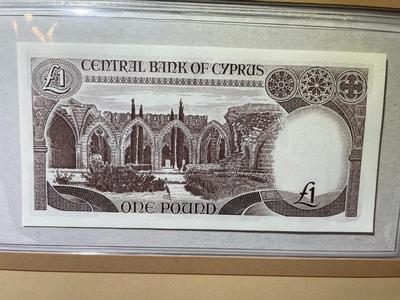 £1
CENTRAL BANK OF CYPRUS
ONE POUND
£1